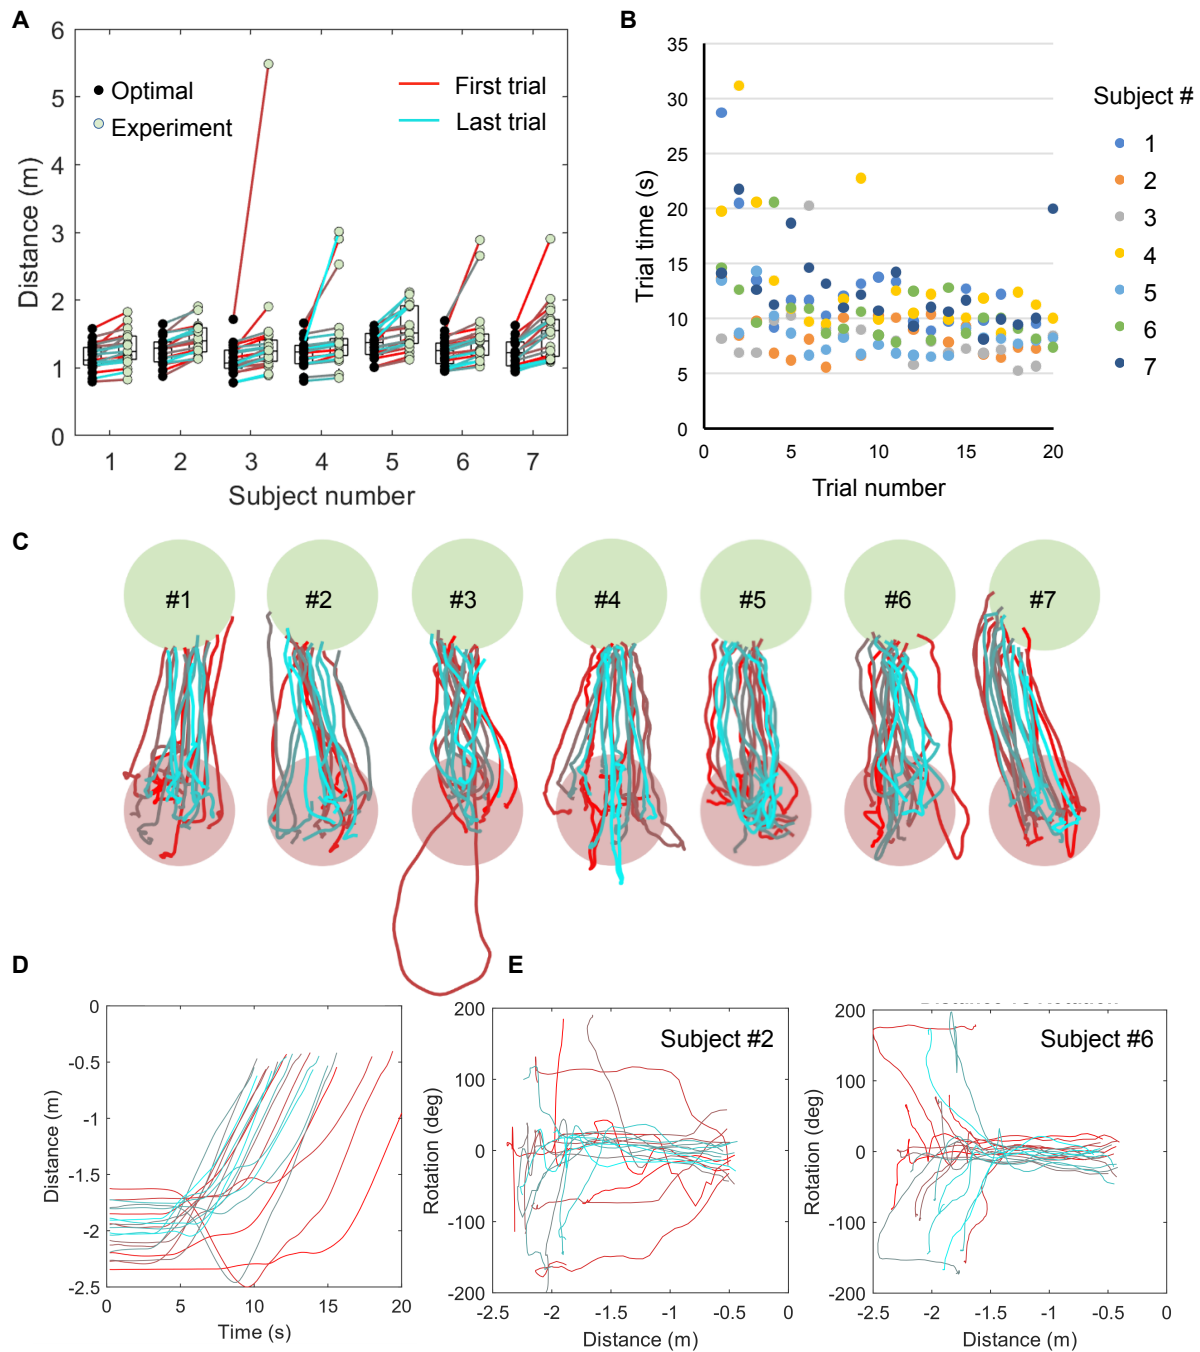 A
6
5
4
3
2
1
0
Distance (m)
Optimal
Experiment
First trial
Last trial
1 2 3 4 5 6 7
Subject number
B
35
30
25
20
15
10
5
0
Trial time (s)
0 5 10 15 20
Trial number
Subject #
1
2
3
4
5
6
7
C
#1 #2 #3 #4 #5 #6 #7
D
0
-0.5
-1
-1.5
-2
-2.5
Distance (m)
0 5 10 15 20
Time (s)
E
200
100
0
-100
-200
Rotation (deg)
Subject #2
-2.5 -2 -1.5 -1 -0.5 0
Distance (m)
200
100
0
-100
-200
Rotation (deg)
Subject #6
-2.5 -2 -1.5 -1 -0.5 0
Distance (m)